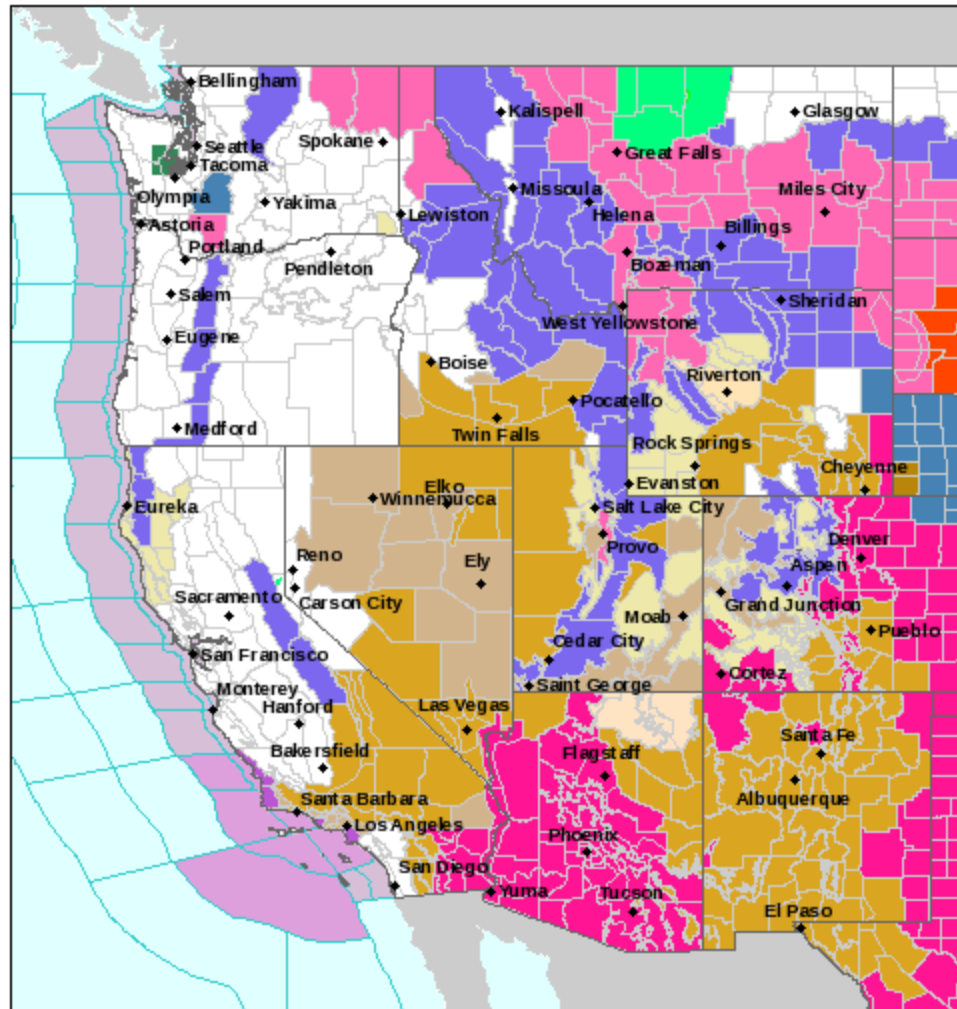 Bellingham
Kalispell
Glasgow
Seattle
Spokane
Great Falls
Tacoma
Olympia
Yakima
Missoula
Helena
Miles City
Lewiston
Astoria
Billings
Portland
Pendleton
Bozeman
Salem
Sheridan
West Yellowstone
Eugene
Boise
Riverton
Pocatello
Medford
Twin Falls
Rock Springs
Cheyenne
Elko
Winnemucca
Evanston
Eureka
Salt Lake City
Provo
Denver
Reno
Ely
Aspen
Sacramento
Carson City
Grand Junction
Moab
Pueblo
Cedar City
San Francisco
Cortez
Saint George
Monterey
Hanford
Las Vegas
Santa Fe
Bakersfield
Flagstaff
Albuquerque
Santa Barbara
Los Angeles
Phoenix
San Diego
Yuma
Tucson
El Paso